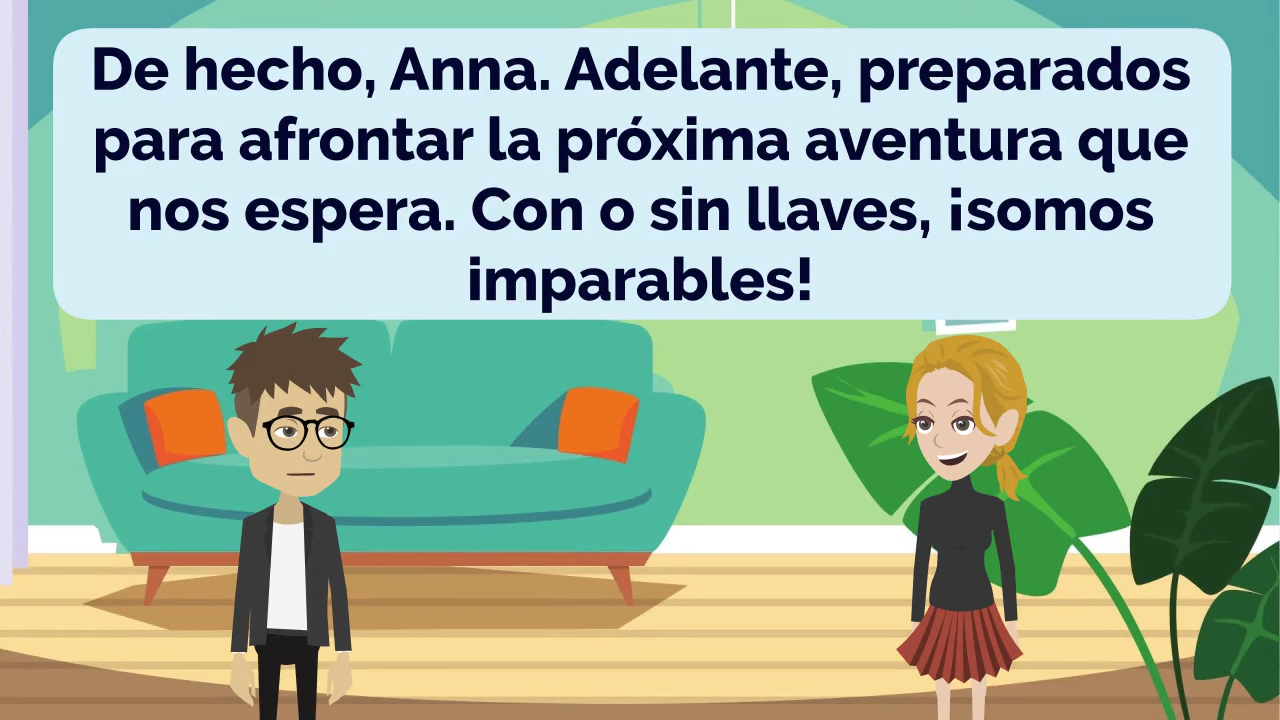 De hecho, Anna. Adelante, preparados
para afrontar la próxima aventura que
nos espera. Con o sin llaves, ¡somos
imparables!